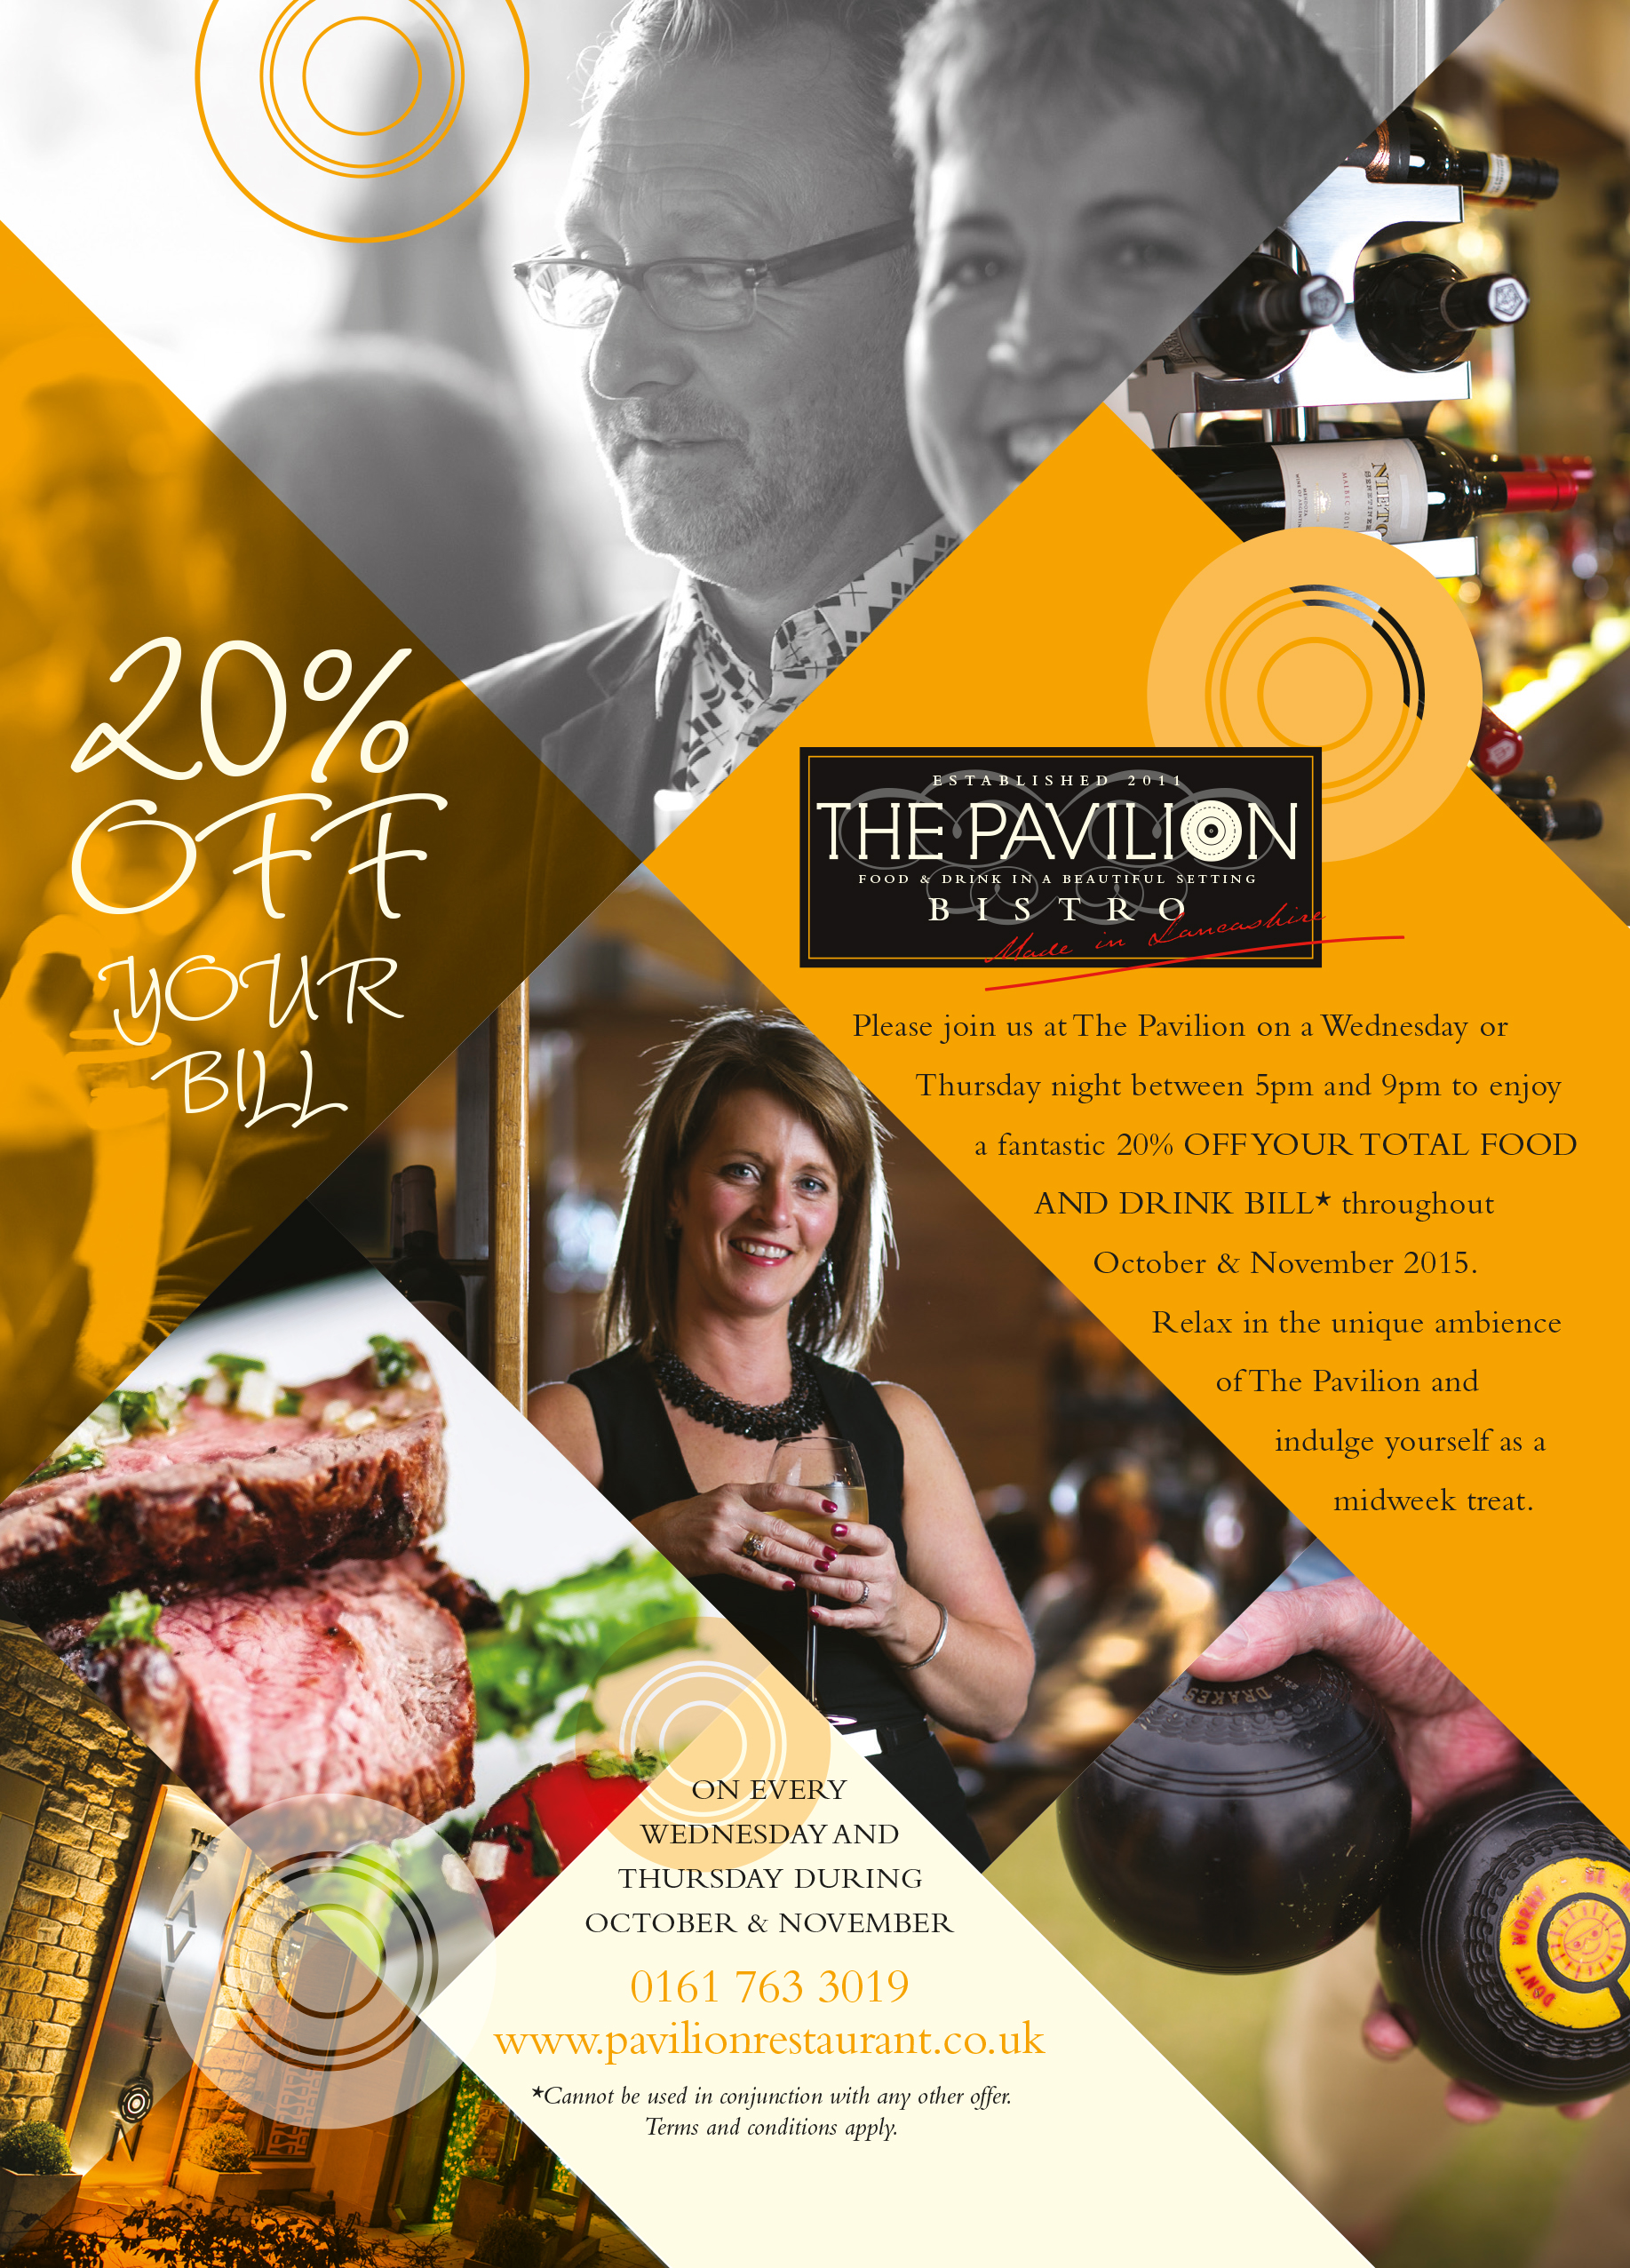 20%
OFF
YOUR
BILL
NIETO
SENETINER
MALBEC
ESTABLISHED 2011
THE PAVILION
FOOD & DRINK IN A BEAUTIFUL SETTING
BISTRO
Made in Lancashire
Please join us at The Pavilion on a Wednesday or
Thursday night between 5pm and 9pm to enjoy
a fantastic 20% OFF YOUR TOTAL FOOD
AND DRINK BILL* throughout
October & November 2015.
Relax in the unique ambience
of The Pavilion and
indulge yourself as a
midweek treat.
DRAKES
DON'T WORRY
THE
PAVILION
ON EVERY
WEDNESDAY AND
THURSDAY DURING
OCTOBER & NOVEMBER
0161 763 3019
www.pavilionrestaurant.co.uk
*Cannot be used in conjunction with any other offer.
Terms and conditions apply.